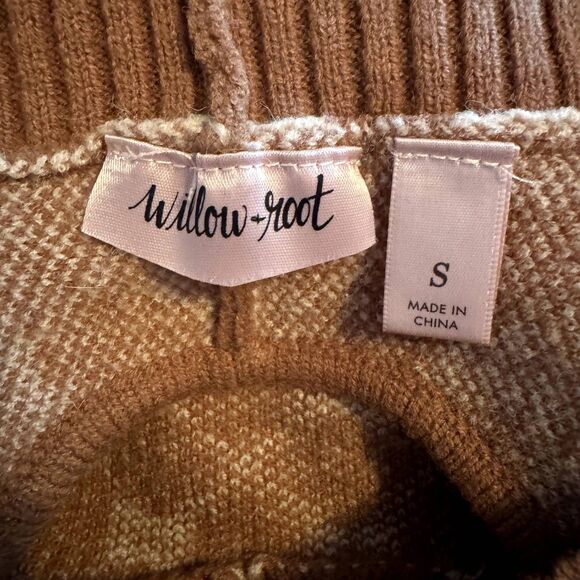 Willow + root
S
MADE IN
CHINA